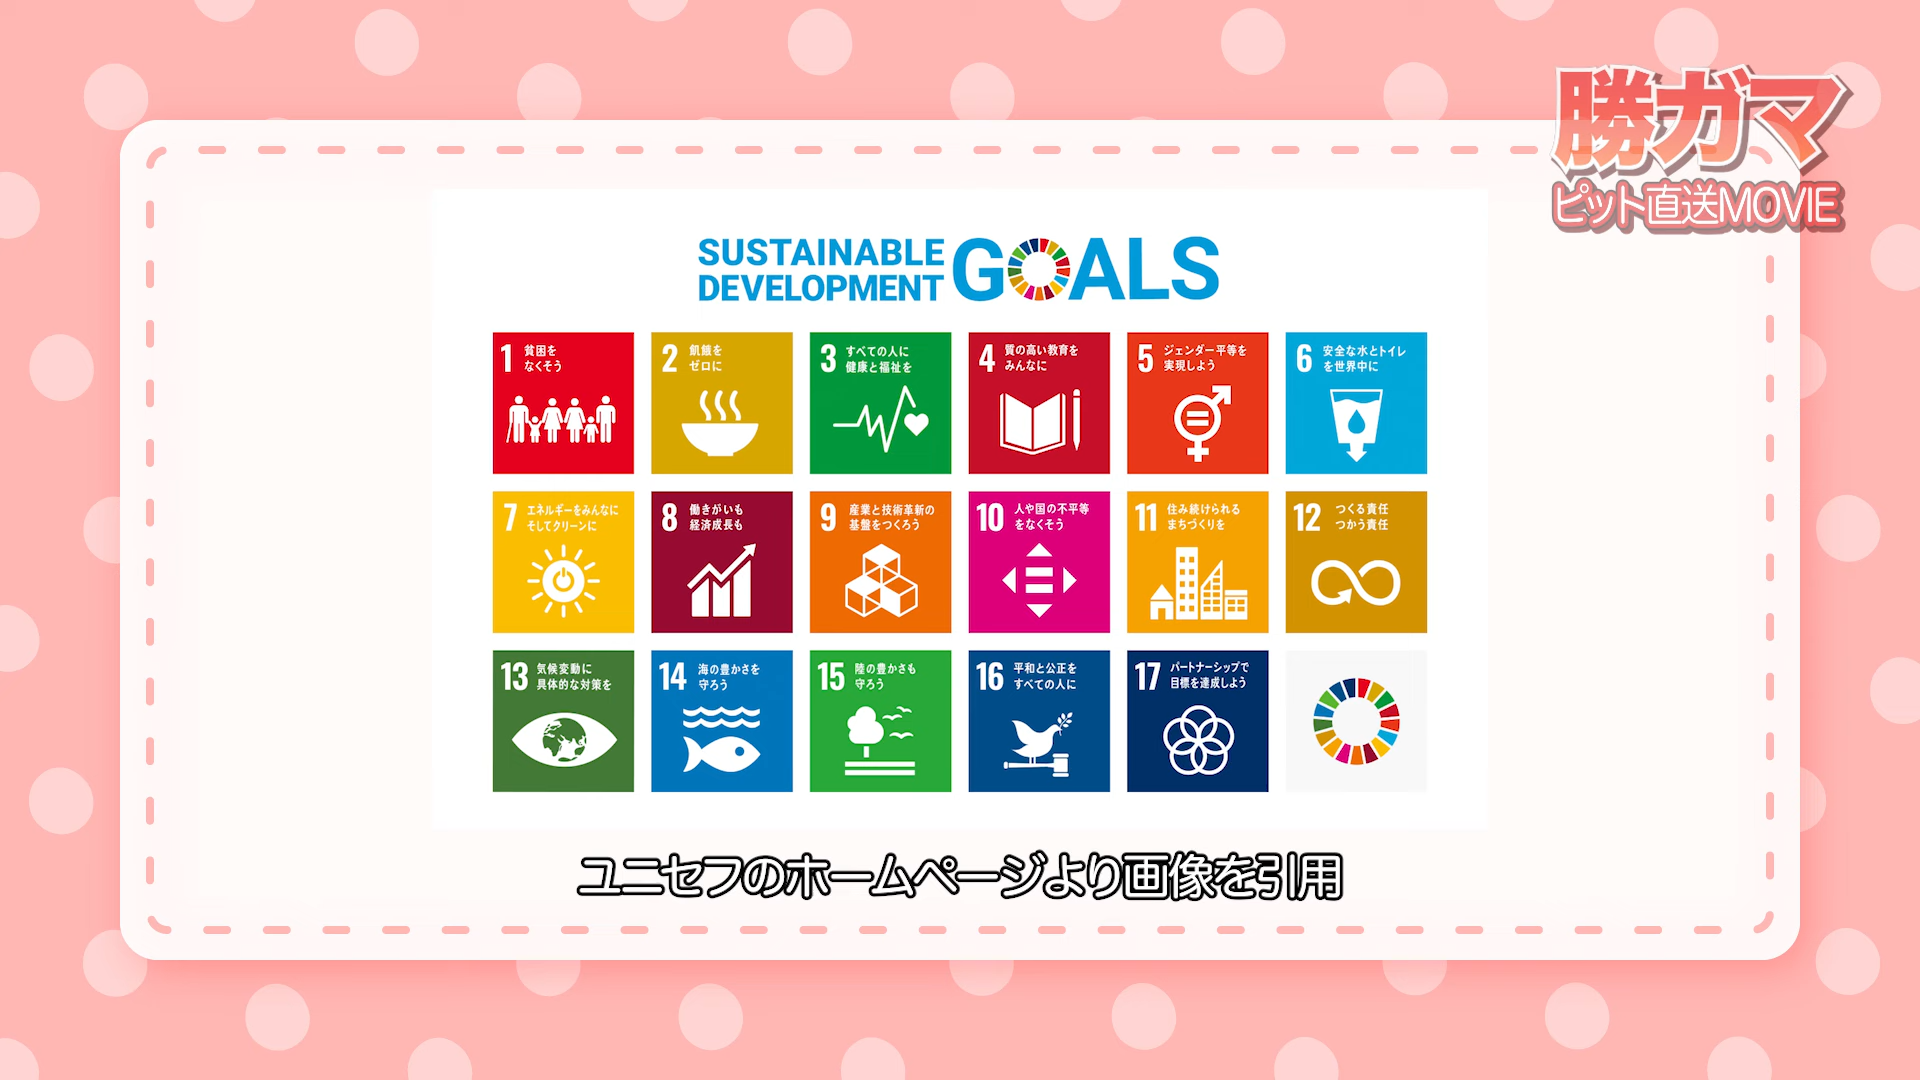 勝ガマ
ピット直送MOVIE
SUSTAINABLE
DEVELOPMENT
GOALS
1 貧困を
なくそう
2 飢餓を
ゼロに
3 すべての人に
健康と福祉を
4 質の高い教育を
みんなに
5 ジェンダー平等を
実現しよう
6 安全な水とトイレ
を世界中に
7 エネルギーをみんなに
そしてクリーンに
8 働きがいも
経済成長も
9 産業と技術革新の
基盤をつくろう
10 人や国の不平等
をなくそう
11 住み続けられる
まちづくりを
12 つくる責任
つかう責任
13 気候変動に
具体的な対策を
14 海の豊かさを
守ろう
15 陸の豊かさも
守ろう
16 平和と公正を
すべての人に
17 パートナーシップで
目標を達成しよう
ユニセフのホームページより画像を引用